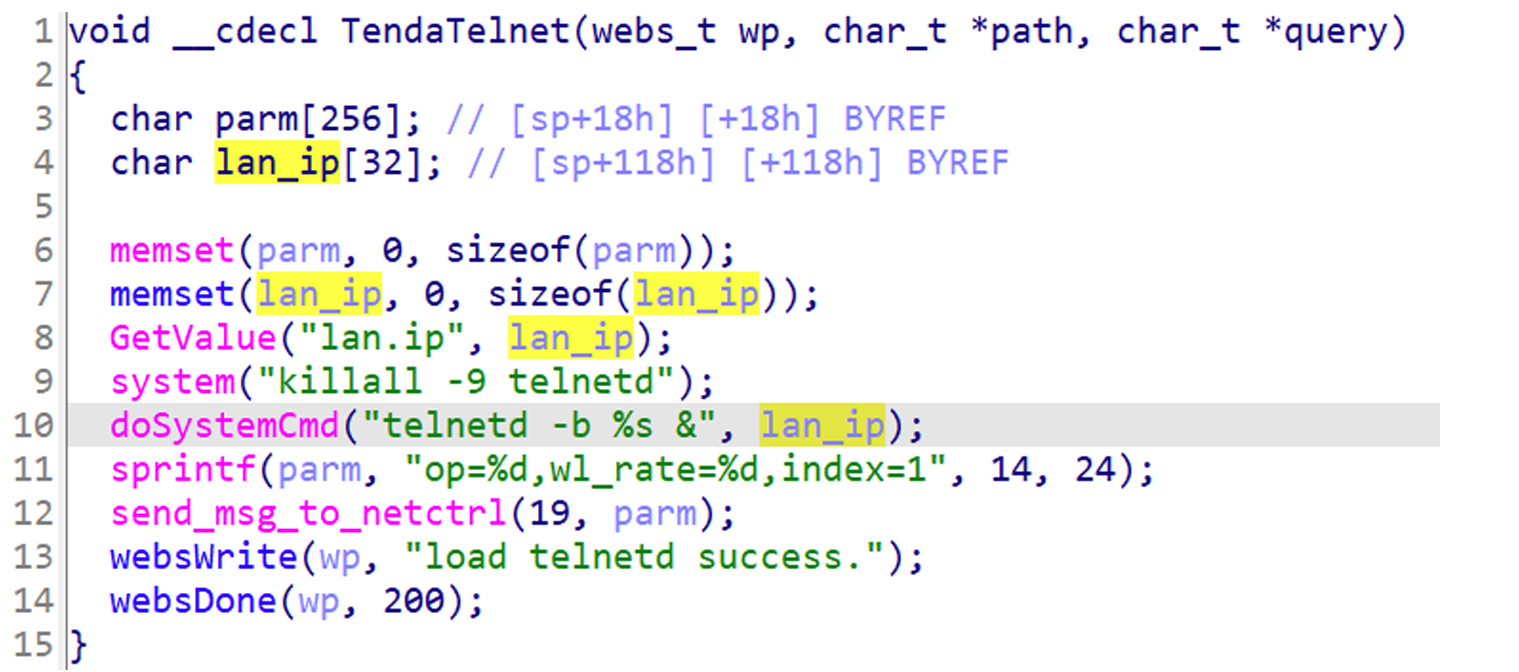 1 void __cdecl TendaTelnet(webs_t wp, char_t *path, char_t *query)
2 {
3   char parm[256]; // [sp+18h] [+18h] BYREF
4   char lan_ip[32]; // [sp+118h] [+118h] BYREF
5
6   memset(parm, 0, sizeof(parm));
7   memset(lan_ip, 0, sizeof(lan_ip));
8   GetValue("lan.ip", lan_ip);
9   system("killall -9 telnetd");
10   doSystemCmd("telnetd -b %s &", lan_ip);
11   sprintf(parm, "op=%d,wl_rate=%d,index=1", 14, 24);
12   send_msg_to_netctrl(19, parm);
13   websWrite(wp, "load telnetd success.");
14   websDone(wp, 200);
15 }